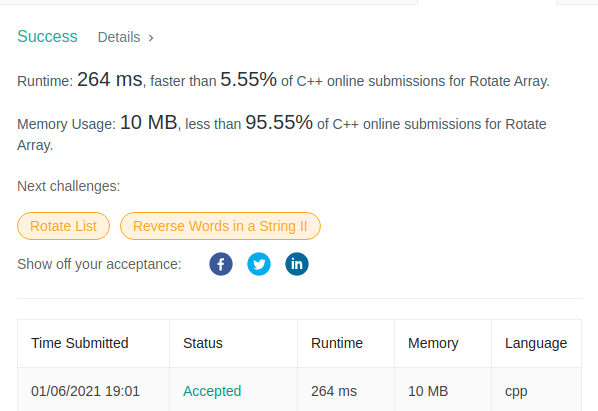 Success Details >
Runtime: 264 ms, faster than 5.55% of C++ online submissions for Rotate Array.
Memory Usage: 10 MB, less than 95.55% of C++ online submissions for Rotate
Array.
Next challenges:
Rotate List Reverse Words in a String II
Show off your acceptance:
Time Submitted Status Runtime Memory Language
01/06/2021 19:01 Accepted 264 ms 10 MB cpp